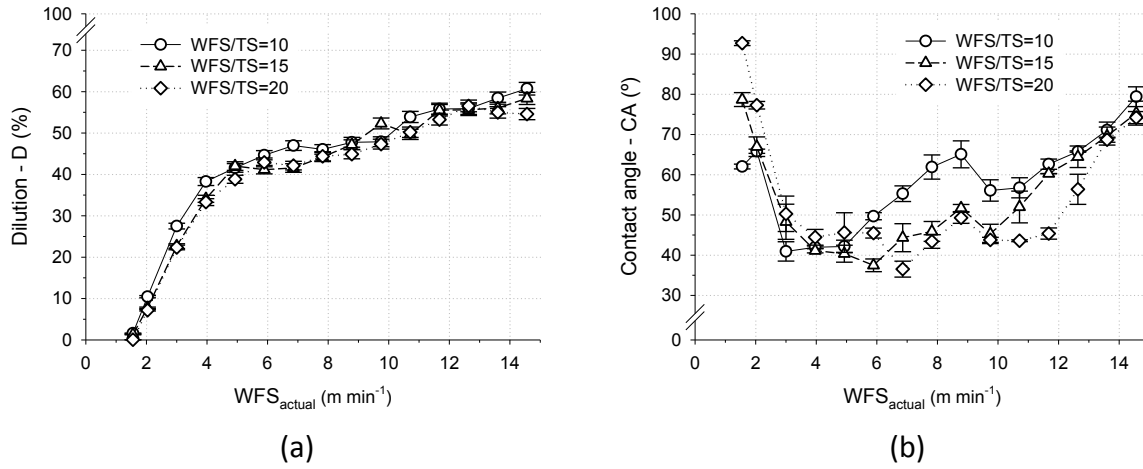 100
70
60
50
40
30
20
10
0
Dilution - D (%)
WFS/TS=10
WFS/TS=15
WFS/TS=20
0 2 4 6 8 10 12 14
WFSactual (m min⁻¹)
(a)
100
90
80
70
60
50
40
30
0
Contact angle - CA (º)
WFS/TS=10
WFS/TS=15
WFS/TS=20
0 2 4 6 8 10 12 14
WFSactual (m min⁻¹)
(b)